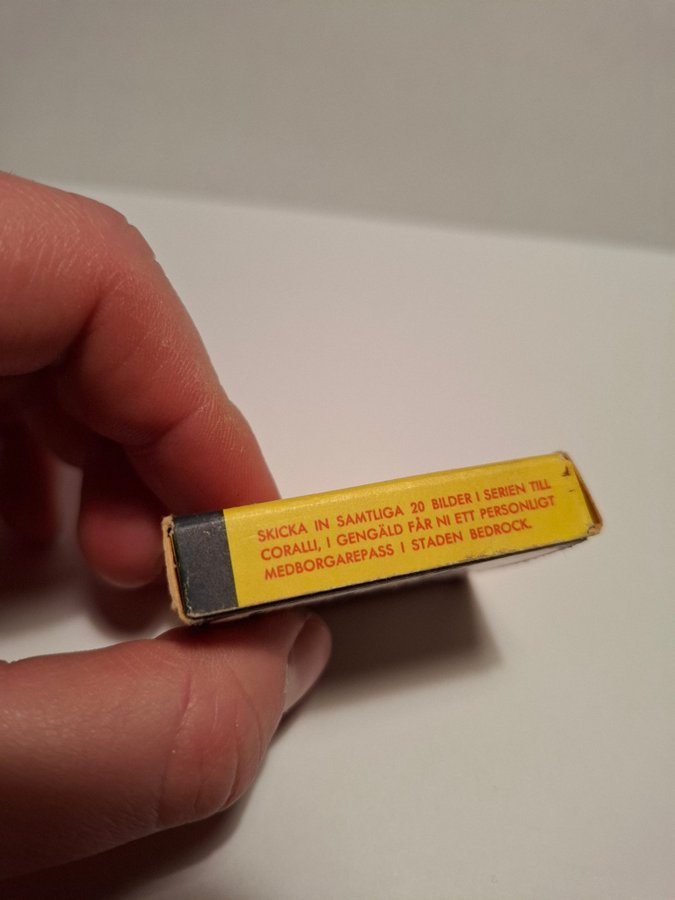 SKICKA IN SAMTLIGA 20 BILDER I SERIEN TILL
CORALLI, I GENGÄLD FÅR NI ETT PERSONLIGT
MEDBORGAREPASS I STADEN BEDROCK.